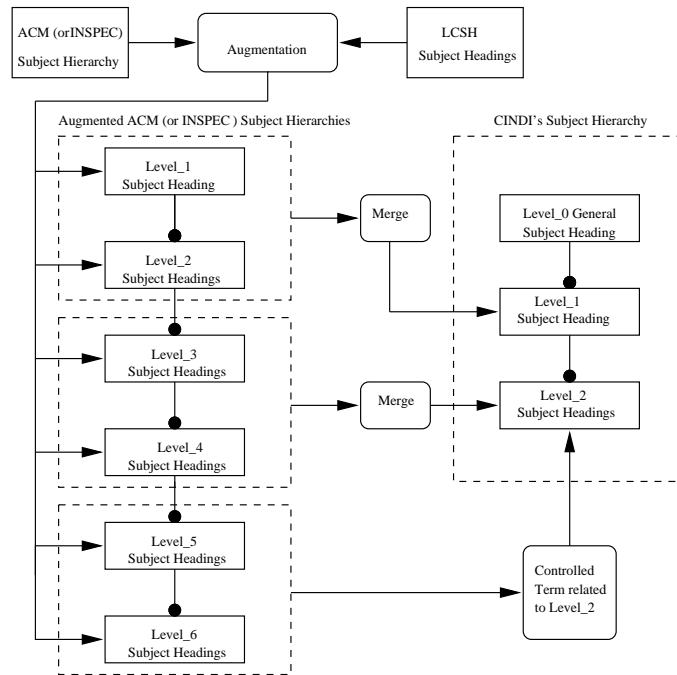 ACM (orINSPEC)
Subject Hierarchy
Augmentation
LCSH
Subject Headings
Augmented ACM (or INSPEC ) Subject Hierarchies
CINDI's Subject Hierarchy
Level_1
Subject Heading
Level_2
Subject Headings
Level_3
Subject Headings
Level_4
Subject Headings
Level_5
Subject Headings
Level_6
Subject Headings
Merge
Merge
Level_0 General
Subject Heading
Level_1
Subject Heading
Level_2
Subject Headings
Controlled
Term related
to Level_2